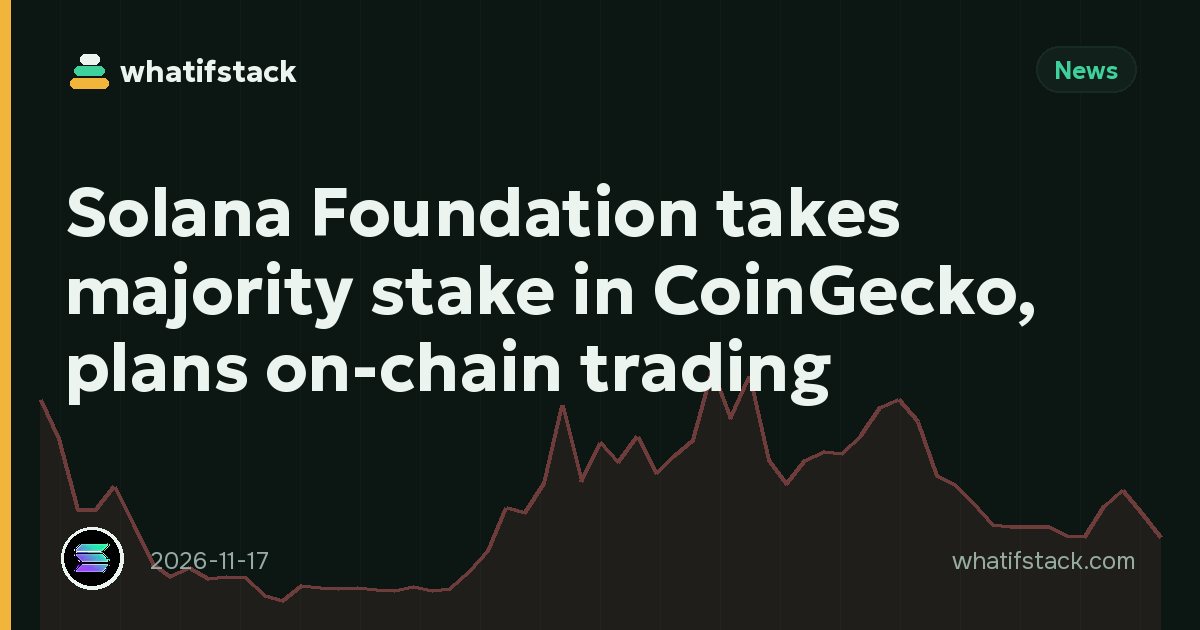 whatifstack
News
Solana Foundation takes
majority stake in CoinGecko,
plans on-chain trading
2026-11-17
whatifstack.com